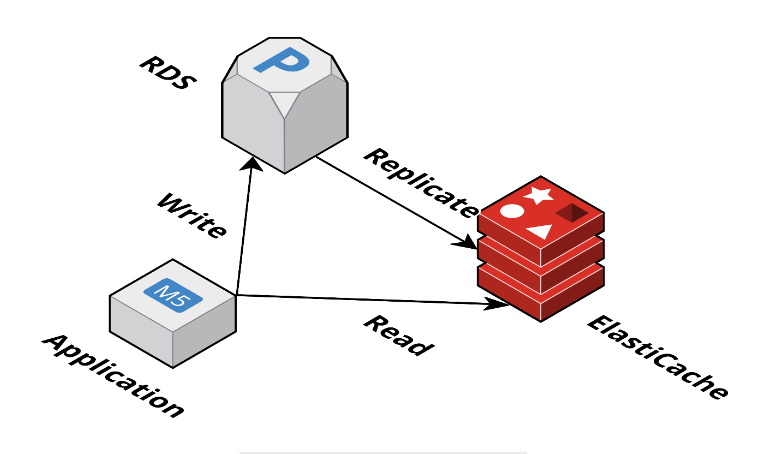 RDS
P
Replicate
Write
M5
Read
Application
ElastiCache